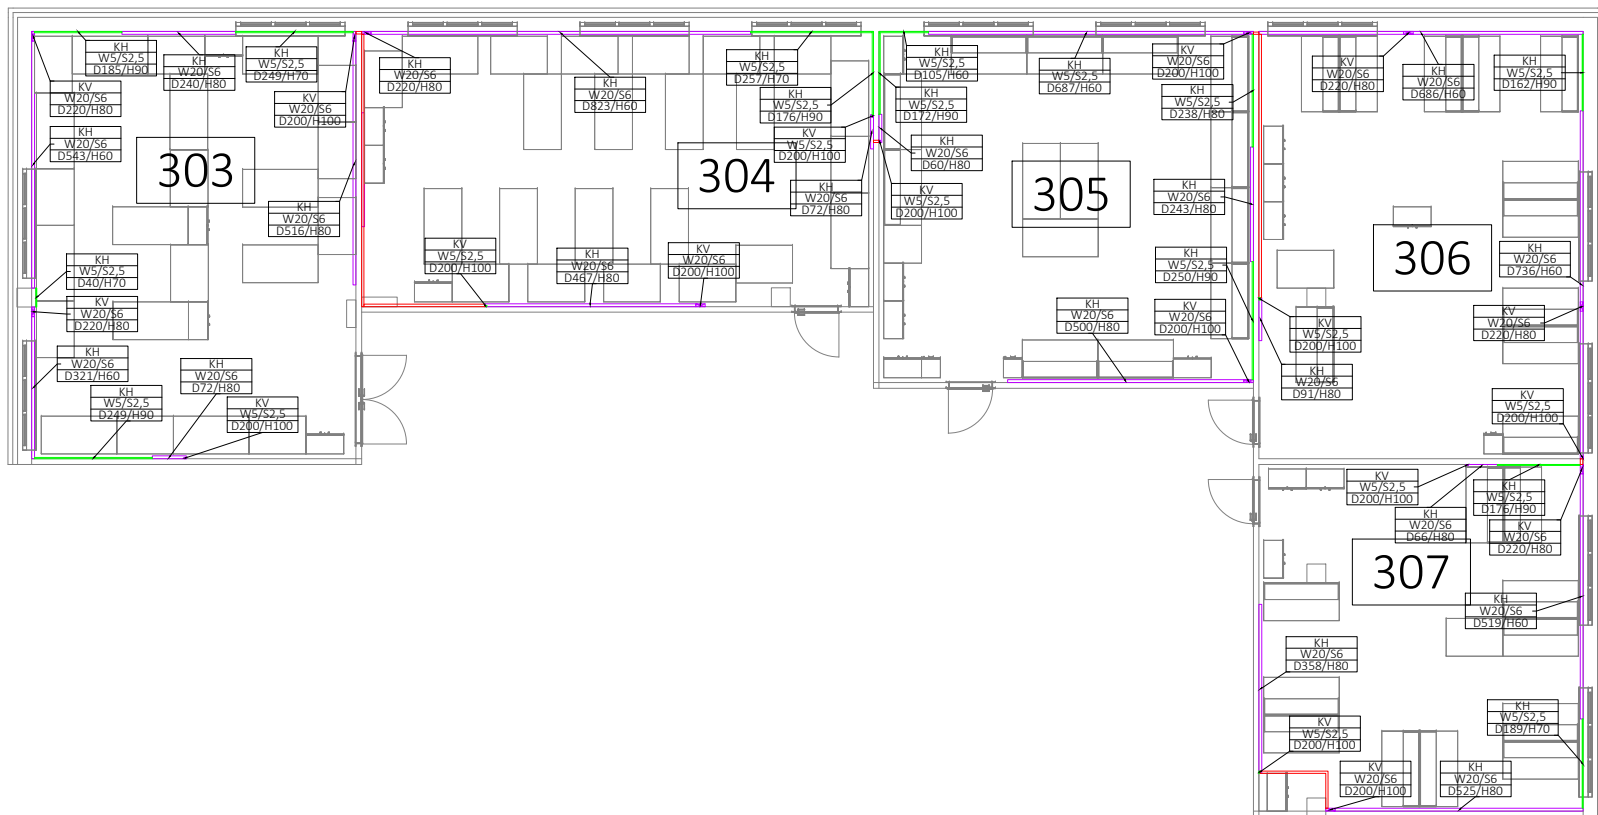 KH
W5/S2,5
D185/H90
KH
W20/S6
D240/H80
KH
W20/S6
D249/H70
KV
W20/S6
D220/H80
KV
W20/S6
D200/H100
KH
W20/S6
D543/H60
303
KH
W20/S6
D516/H80
KH
W5/S2,5
D40/H70
KV
W20/S6
D220/H80
KH
W20/S6
D321/H60
KH
W20/S6
D72/H80
KH
W5/S2,5
D249/H90
KV
W5/S2,5
D200/H100
KH
W20/S6
D220/H80
KH
W20/S6
D823/H60
KH
W5/S2,5
D257/H70
KH
W5/S2,5
D176/H90
KV
W5/S2,5
D200/H100
304
KH
W20/S6
D72/H80
KV
W5/S2,5
D200/H100
KH
W20/S6
D467/H80
KV
W20/S6
D200/H100
KH
W5/S2,5
D105/H60
KH
W5/S2,5
D687/H60
KV
W20/S6
D200/H100
KH
W5/S2,5
D172/H90
KH
W5/S2,5
D238/H80
KH
W20/S6
D60/H80
KV
W5/S2,5
D200/H100
305
KH
W20/S6
D243/H80
KH
W5/S2,5
D250/H90
KH
W20/S6
D500/H80
KV
W20/S6
D200/H100
KV
W20/S6
D220/H80
KH
W20/S6
D686/H60
KH
W5/S2,5
D162/H90
306
KH
W20/S6
D736/H60
KV
W5/S2,5
D200/H100
KV
W20/S6
D220/H80
KH
W20/S6
D91/H80
KV
W5/S2,5
D200/H100
KV
W5/S2,5
D200/H100
KH
W5/S2,5
D176/H90
KH
W20/S6
D66/H80
KV
W20/S6
D220/H80
307
KH
W20/S6
D519/H60
KH
W20/S6
D358/H80
KH
W5/S2,5
D189/H70
KV
W5/S2,5
D200/H100
KV
W20/S6
D200/H100
KH
W20/S6
D525/H80